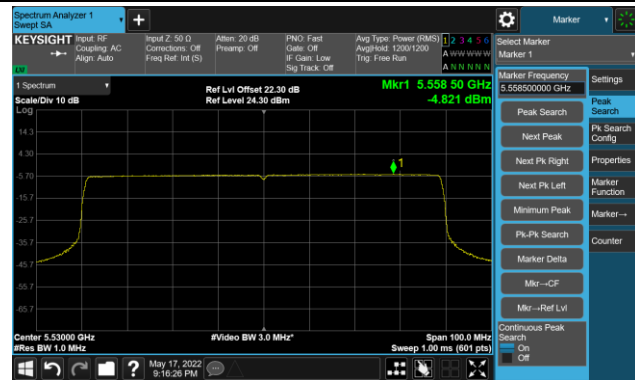 Spectrum Analyzer 1
Swept SA
+
Marker
KEYSIGHT
Input: RF
Coupling: AC
Align: Auto
Input Z: 50 Ω
Corrections: Off
Freq Ref: Int (S)
Atten: 20 dB
Preamp: Off
PNO: Fast
Gate: Off
IF Gain: Low
Sig Track: Off
Avg Type: Power (RMS)
Avg|Hold: 1200/1200
Trig: Free Run
1 2 3 4 5 6
A W W W W W
A N N N N N
Select Marker
Marker 1
1 Spectrum
Scale/Div 10 dB
Log
Ref Lvl Offset 22.30 dB
Ref Level 24.30 dBm
Mkr1 5.558 50 GHz
-4.821 dBm
14.3
4.30
-5.70
-15.7
-25.7
-35.7
-45.7
-55.7
-65.7
1
Center 5.53000 GHz
#Res BW 1.0 MHz
#Video BW 3.0 MHz*
Span 100.0 MHz
Sweep 1.00 ms (601 pts)
Marker Frequency
5.558500000 GHz
Peak Search
Next Peak
Next Pk Right
Next Pk Left
Minimum Peak
Pk-Pk Search
Marker Delta
Mkr→CF
Mkr→Ref Lvl
Continuous Peak
Search
On
Off
Settings
Peak
Search
Pk Search
Config
Properties
Marker
Function
Marker→
Counter
?
May 17, 2022
9:16:26 PM